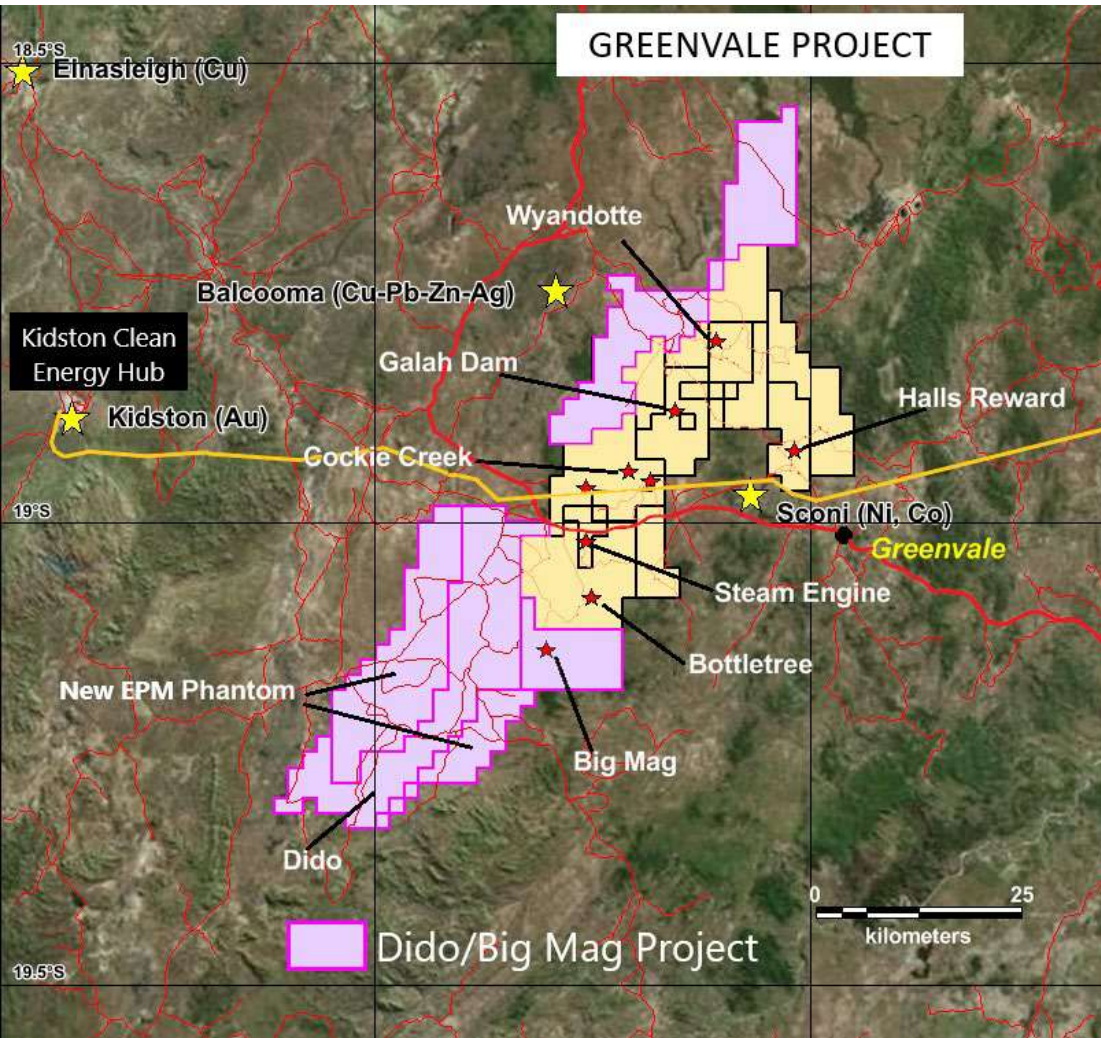 GREENVALE PROJECT
18.5°S
Einasleigh (Cu)
Wyandotte
Balcooma (Cu-Pb-Zn-Ag)
Kidston Clean
Energy Hub
Galah Dam
Halls Reward
Kidston (Au)
Cockie Creek
19°S
Sconi (Ni, Co)
Greenvale
Steam Engine
Bottletree
New EPM Phantom
Big Mag
Dido
0 25
kilometers
Dido/Big Mag Project
19.5°S